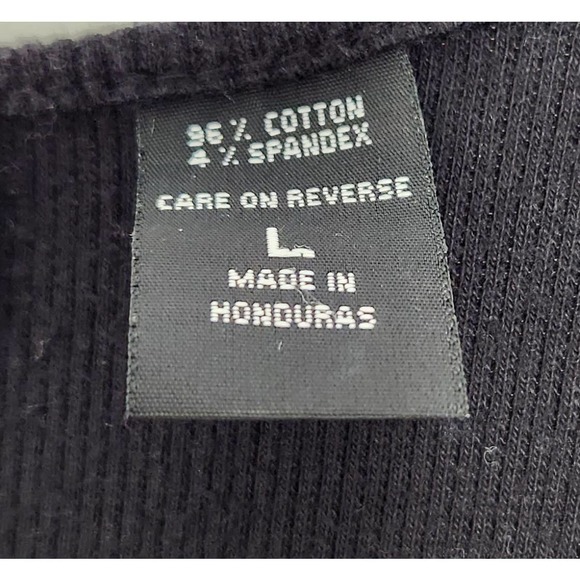 96% COTTON
4% SPANDEX
CARE ON REVERSE
L
MADE IN
HONDURAS